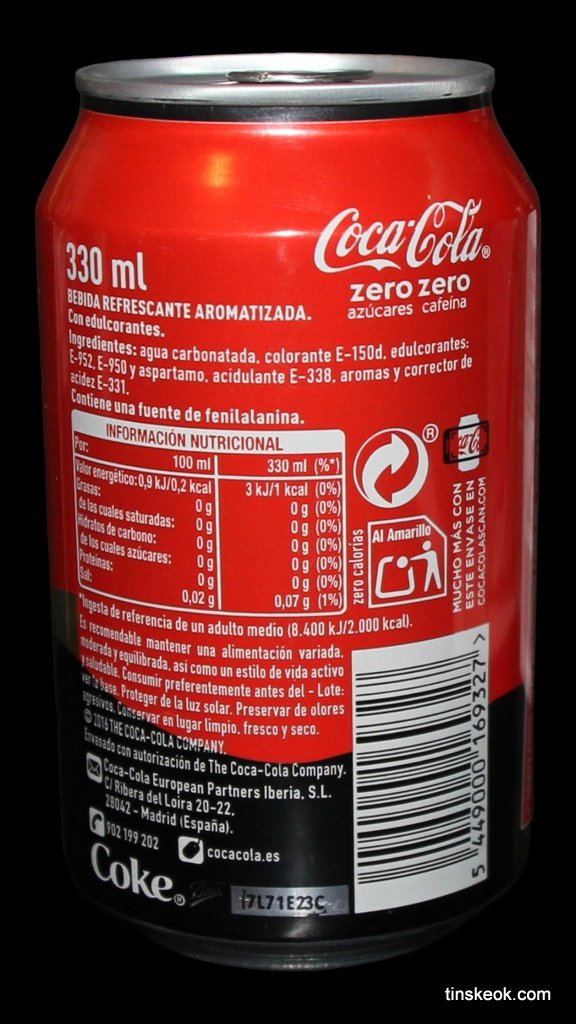 Coca-Cola®
zero zero
azúcares cafeína
330 ml
BEBIDA REFRESCANTE AROMATIZADA.
Con edulcorantes.
Ingredientes: agua carbonatada, colorante E-150d, edulcorantes:
E-952, E-950 y aspartamo, acidulante E-338, aromas y corrector de
acidez E-331.
Contiene una fuente de fenilalanina.
INFORMACIÓN NUTRICIONAL
Por: 100 ml 330 ml (%*)
Valor energético: 0,9 kJ/0,2 kcal 3 kJ/1 kcal (0%)
Grasas: 0 g 0 g (0%)
de las cuales saturadas: 0 g 0 g (0%)
Hidratos de carbono: 0 g 0 g (0%)
de los cuales azúcares: 0 g 0 g (0%)
Proteínas: 0 g 0 g (0%)
Sal: 0,02 g 0,07 g (1%)
zero calorías
®
Al Amarillo
MUCHO MÁS CON
ESTE ENVASE EN
COCACOLASCAN.COM
*Ingesta de referencia de un adulto medio (8.400 kJ/2.000 kcal).
Es recomendable mantener una alimentación variada,
moderada y equilibrada, así como un estilo de vida activo
y saludable. Consumir preferentemente antes del - Lote:
ver la base. Proteger de la luz solar. Preservar de olores
agresivos. Conservar en lugar limpio, fresco y seco.
© 2016 THE COCA-COLA COMPANY.
Envasado con autorización de The Coca-Cola Company.
Coca-Cola European Partners Iberia, S.L.
C/ Ribera del Loira 20-22,
28042 - Madrid (España).
902 199 202
cocacola.es
Coke®
17L71E23C
5 449000 169327 >
tinskeok.com